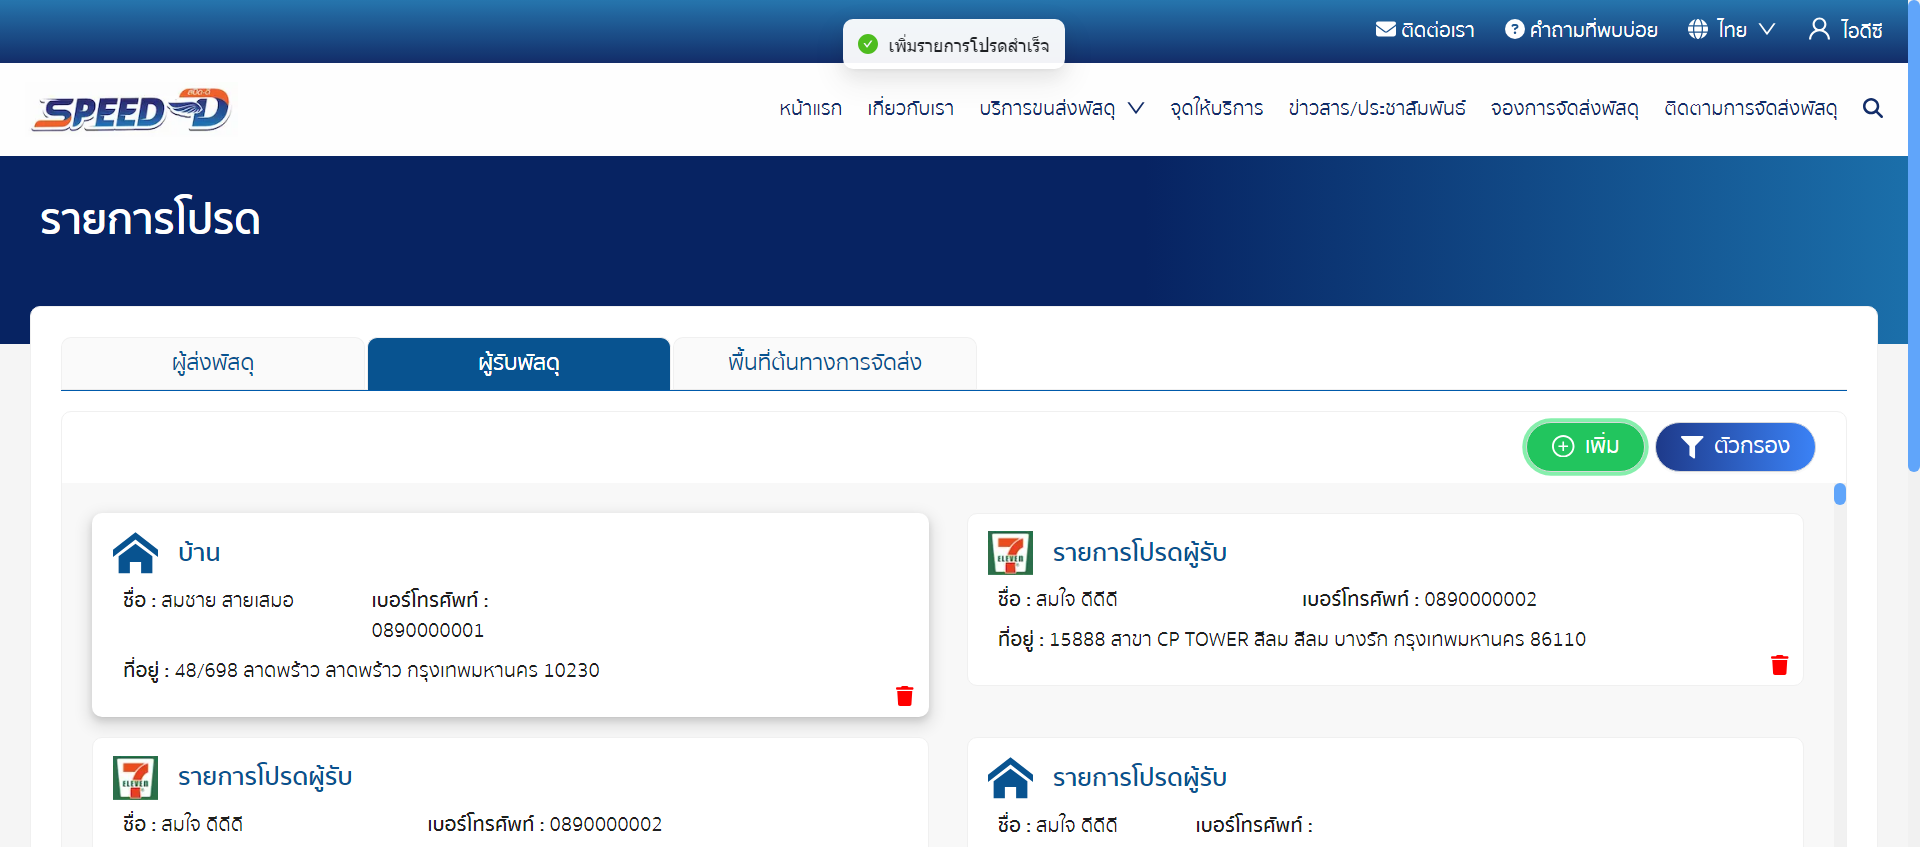 เพิ่มรายการโปรดสำเร็จ
ติดต่อเรา คำถามที่พบบ่อย ไทย ไอดีซี
สปีด-ดี
SPEED-D
หน้าแรก เกี่ยวกับเรา บริการขนส่งพัสดุ จุดให้บริการ ข่าวสาร/ประชาสัมพันธ์ จองการจัดส่งพัสดุ ติดตามการจัดส่งพัสดุ
รายการโปรด
ผู้ส่งพัสดุ ผู้รับพัสดุ พื้นที่ต้นทางการจัดส่ง
เพิ่ม ตัวกรอง
บ้าน
ชื่อ : สมชาย สายเสมอ เบอร์โทรศัพท์ :
0890000001
ที่อยู่ : 48/698 ลาดพร้าว ลาดพร้าว กรุงเทพมหานคร 10230
7
ELEVEN
รายการโปรดผู้รับ
ชื่อ : สมใจ ดีดีดี เบอร์โทรศัพท์ : 0890000002
ที่อยู่ : 15888 สาขา CP TOWER สีลม สีลม บางรัก กรุงเทพมหานคร 86110
7
ELEVEN
รายการโปรดผู้รับ
ชื่อ : สมใจ ดีดีดี เบอร์โทรศัพท์ : 0890000002
รายการโปรดผู้รับ
ชื่อ : สมใจ ดีดีดี เบอร์โทรศัพท์ :